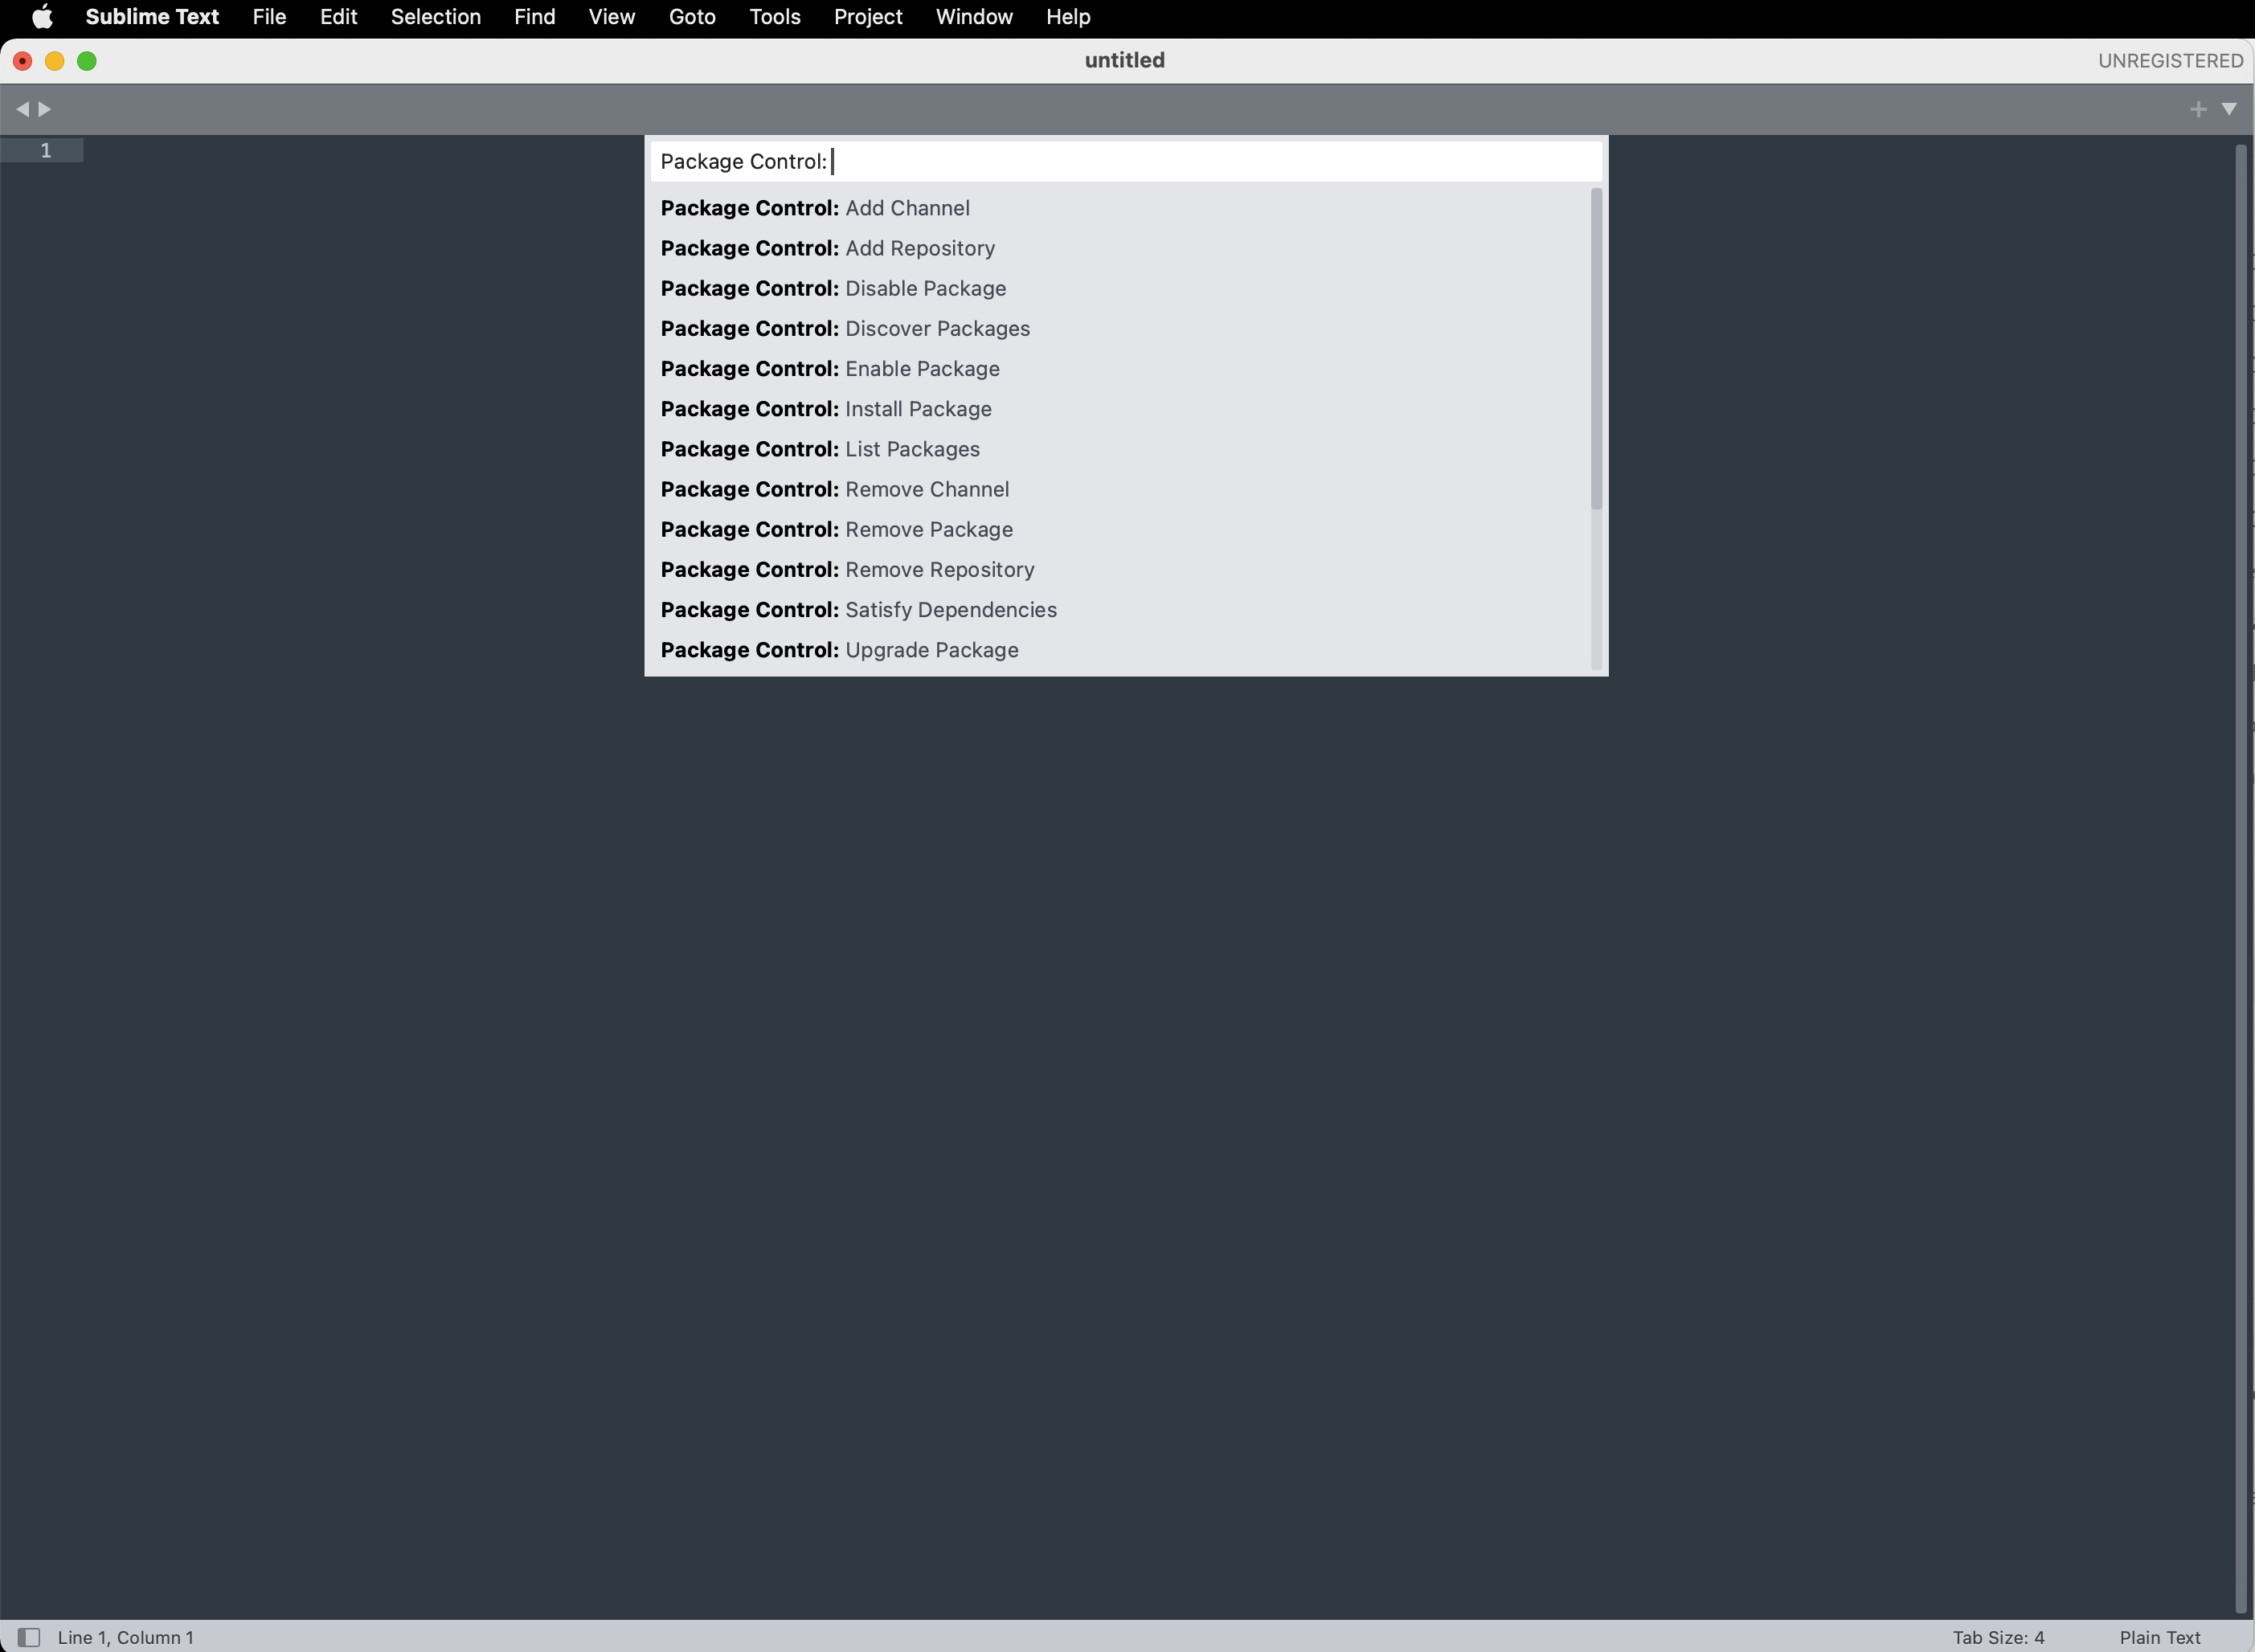 Sublime Text File Edit Selection Find View Goto Tools Project Window Help
untitled
UNREGISTERED
1
Package Control:
Package Control: Add Channel
Package Control: Add Repository
Package Control: Disable Package
Package Control: Discover Packages
Package Control: Enable Package
Package Control: Install Package
Package Control: List Packages
Package Control: Remove Channel
Package Control: Remove Package
Package Control: Remove Repository
Package Control: Satisfy Dependencies
Package Control: Upgrade Package
Line 1, Column 1
Tab Size: 4
Plain Text